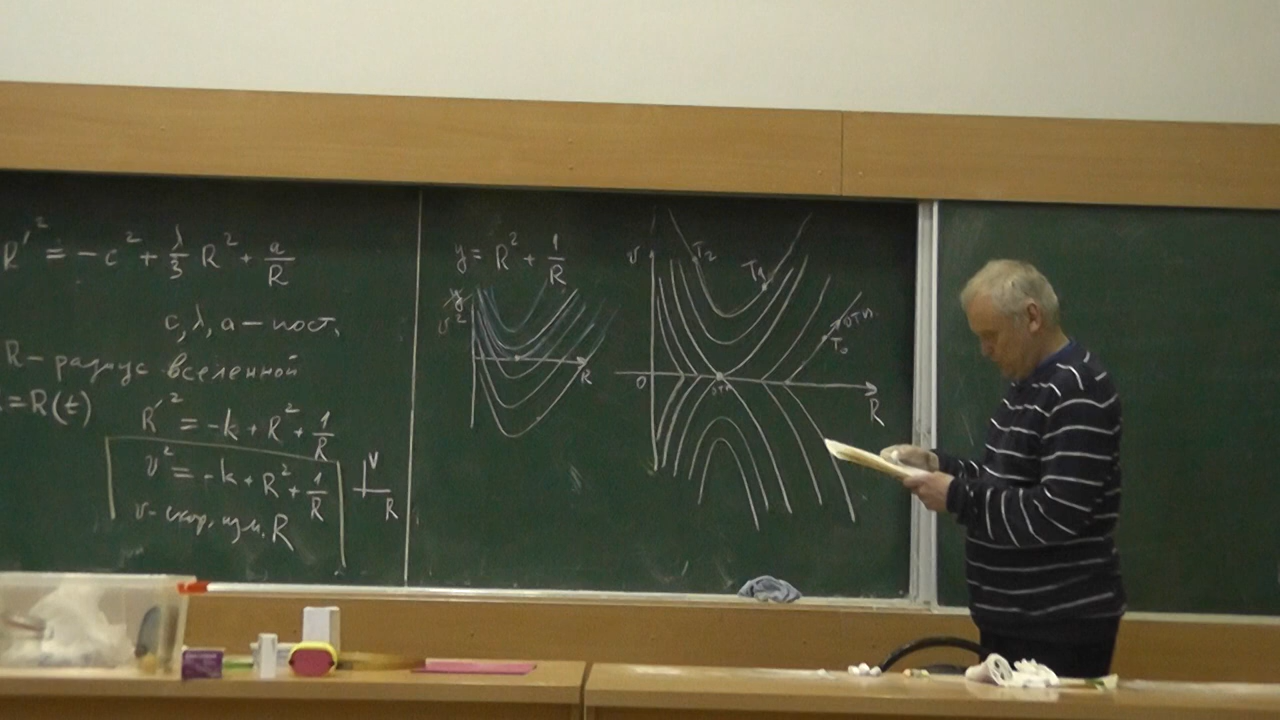 R'² = -c² + λ/3 R² + a/R
c, λ, a – пост.
R – радиус вселенной
=R(t)
R'² = -k + R² + 1/R
v² = -k + R² + 1/R
v – скор. изм. R
V
R
y = R² + 1/R
v²
R
v
T₂
T₁
T₀
0
R